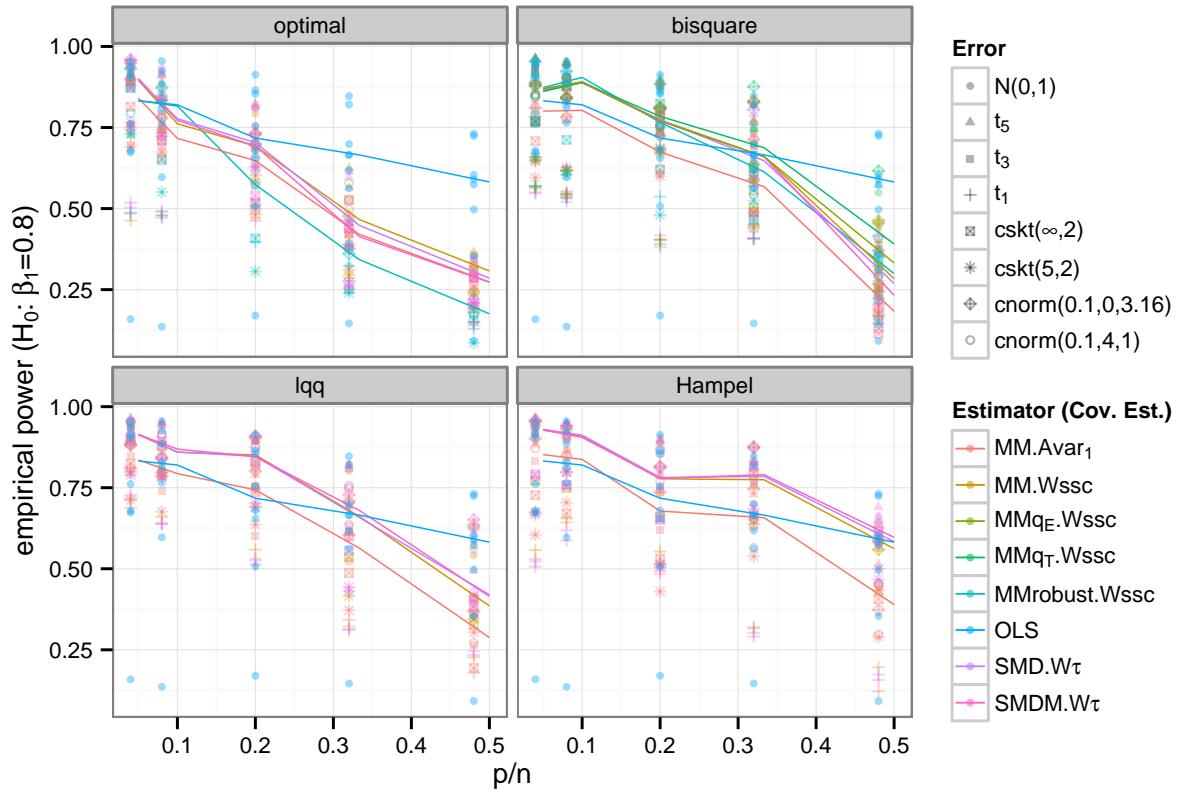 optimal
bisquare
1.00
0.75
0.50
0.25
lqq
Hampel
1.00
0.75
0.50
0.25
0.1
0.2
0.3
0.4
0.5
0.1
0.2
0.3
0.4
0.5
p/n
empirical power (H₀: β₁=0.8)
Error
N(0,1)
t₅
t₃
t₁
cskt(∞,2)
cskt(5,2)
cnorm(0.1,0,3.16)
cnorm(0.1,4,1)
Estimator (Cov. Est.)
MM.Avar₁
MM.Wssc
MMq_E.Wssc
MMq_T.Wssc
MMrobust.Wssc
OLS
SMD.Wτ
SMDM.Wτ